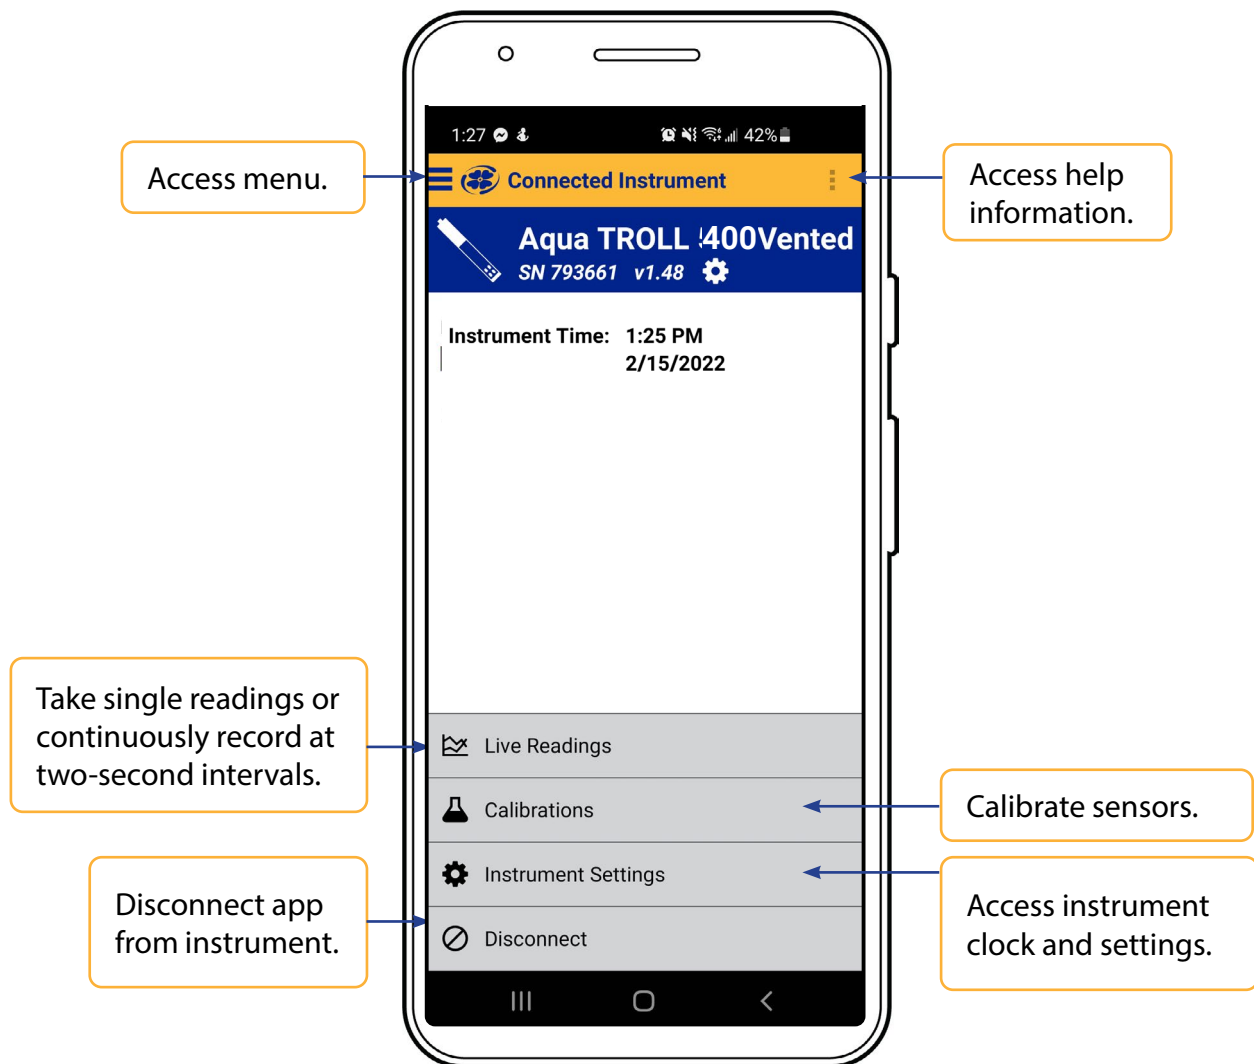 1:27 42%
Access menu.
Connected Instrument
Access help
information.
Aqua TROLL 400Vented
SN 793661 v1.48
Instrument Time: 1:25 PM
2/15/2022
Take single readings or
continuously record at
two-second intervals.
Live Readings
Calibrations
Calibrate sensors.
Instrument Settings
Access instrument
clock and settings.
Disconnect app
from instrument.
Disconnect